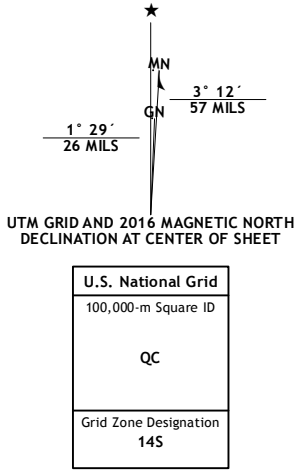 MN
3° 12´
57 MILS
GN
1° 29´
26 MILS
UTM GRID AND 2016 MAGNETIC NORTH
DECLINATION AT CENTER OF SHEET
U.S. National Grid
100,000-m Square ID
QC
Grid Zone Designation
14S